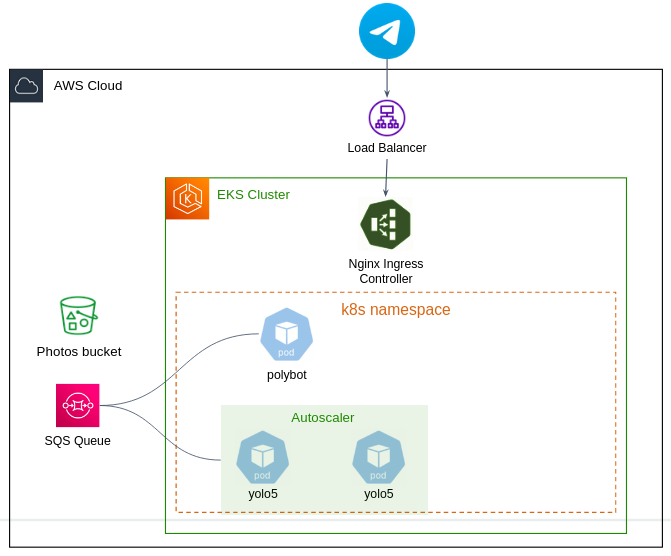 AWS Cloud
Load Balancer
EKS Cluster
K
Nginx Ingress
Controller
k8s namespace
Photos bucket
pod
polybot
SQS Queue
Autoscaler
pod
pod
yolo5
yolo5